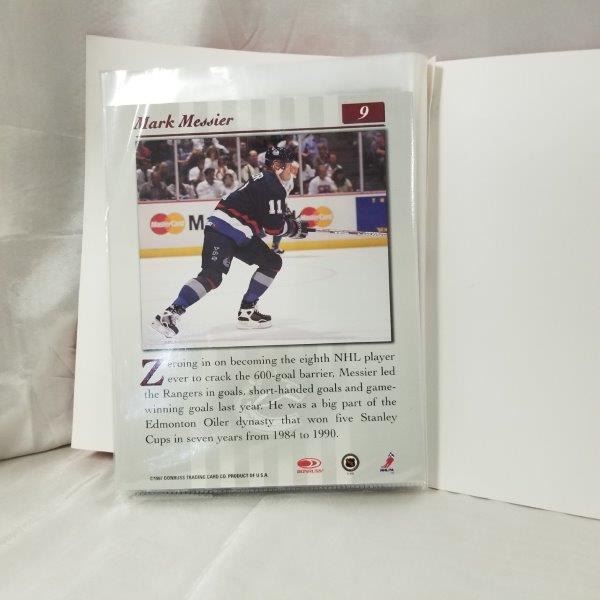 Mark Messier
9
11
MasterCard
M
MasterCard
Zeroing in on becoming the eighth NHL player
ever to crack the 600-goal barrier, Messier led
the Rangers in goals, short-handed goals and game-
winning goals last year. He was a big part of the
Edmonton Oiler dynasty that won five Stanley
Cups in seven years from 1984 to 1990.
©1997 DONRUSS TRADING CARD CO. PRODUCT OF U.S.A.
DONRUSS
NHLPA